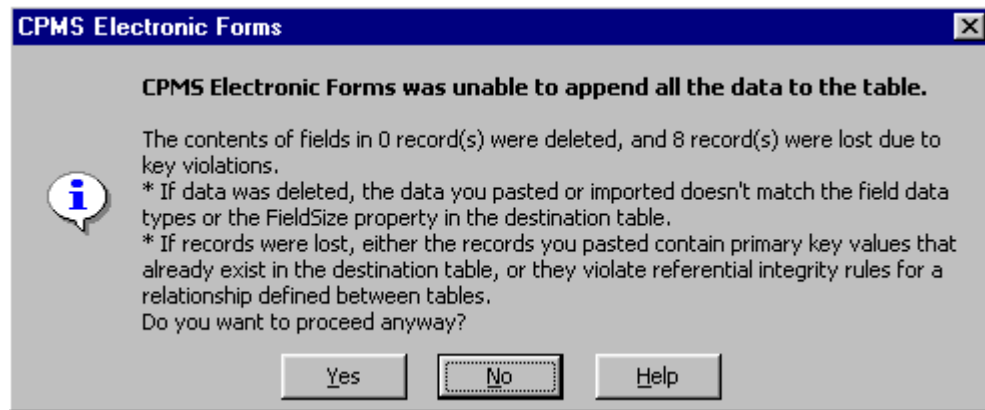 CPMS Electronic Forms
CPMS Electronic Forms was unable to append all the data to the table.
The contents of fields in 0 record(s) were deleted, and 8 record(s) were lost due to
key violations.
* If data was deleted, the data you pasted or imported doesn't match the field data
types or the FieldSize property in the destination table.
* If records were lost, either the records you pasted contain primary key values that
already exist in the destination table, or they violate referential integrity rules for a
relationship defined between tables.
Do you want to proceed anyway?
Yes No Help